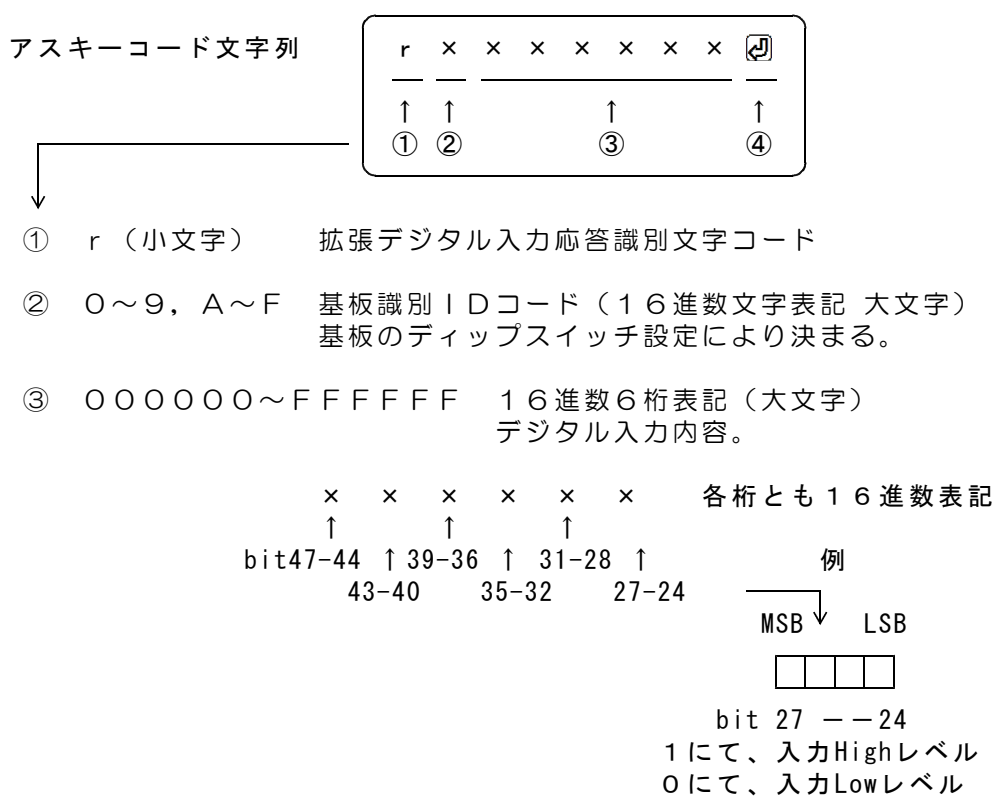 アスキーコード文字列
r × × × × × × × ⏎
↑ ↑ ↑ ↑
① ② ③ ④
① ｒ（小文字） 拡張デジタル入力応答識別文字コード
② ０～９，Ａ～Ｆ 基板識別ＩＤコード（１６進数文字表記 大文字）
基板のディップスイッチ設定により決まる。
③ ００００００～ＦＦＦＦＦＦ １６進数６桁表記（大文字）
デジタル入力内容。
× × × × × × 各桁とも１６進数表記
↑ ↑ ↑
bit47-44 ↑ 39-36 ↑ 31-28 ↑ 例
43-40 35-32 27-24
MSB LSB
bit 27 －－24
１にて、入力Highレベル
０にて、入力Lowレベル